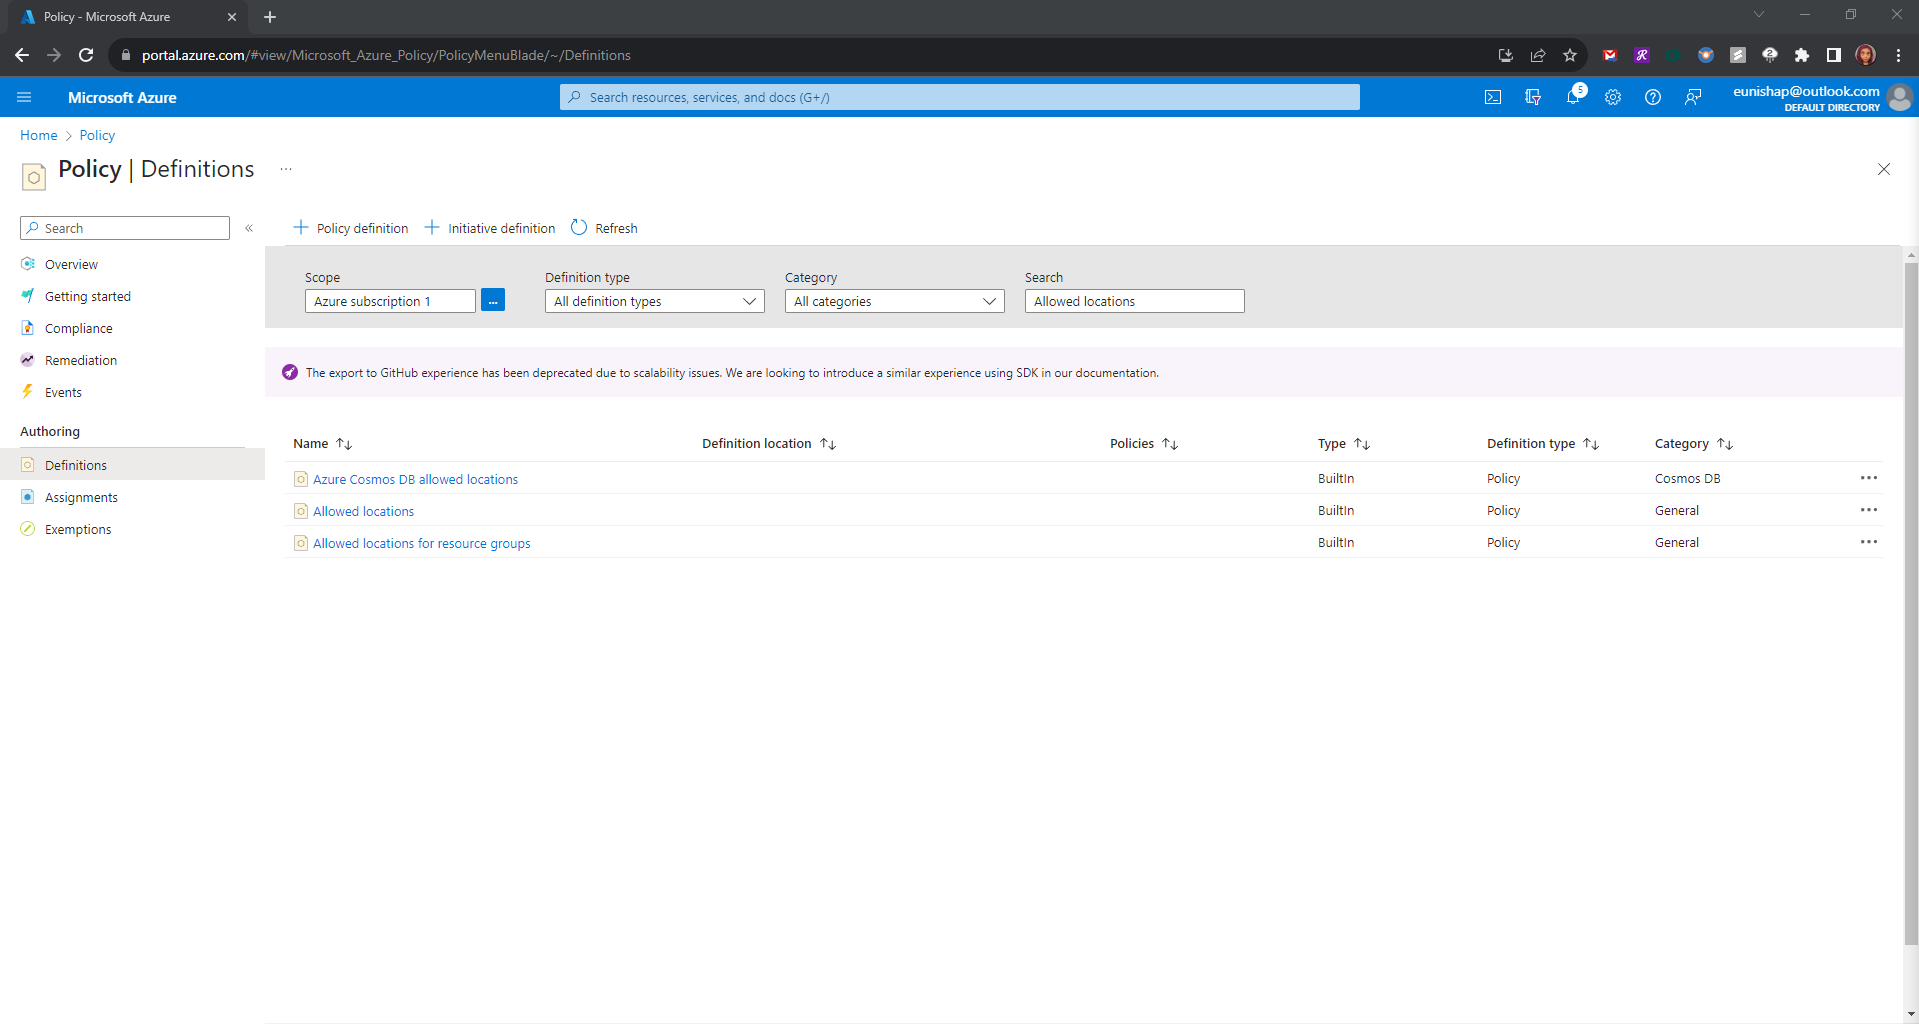 Policy - Microsoft Azure
portal.azure.com/#view/Microsoft_Azure_Policy/PolicyMenuBlade/~/Definitions
Microsoft Azure
Search resources, services, and docs (G+/)
5
eunishap@outlook.com
DEFAULT DIRECTORY
Home > Policy
Policy | Definitions ...
Search «
Policy definition Initiative definition Refresh
Overview
Getting started
Compliance
Remediation
Events
Authoring
Definitions
Assignments
Exemptions
Scope Definition type Category Search
Azure subscription 1 ... All definition types All categories Allowed locations
The export to GitHub experience has been deprecated due to scalability issues. We are looking to introduce a similar experience using SDK in our documentation.
Name ↑↓ Definition location ↑↓ Policies ↑↓ Type ↑↓ Definition type ↑↓ Category ↑↓
Azure Cosmos DB allowed locations BuiltIn Policy Cosmos DB ...
Allowed locations BuiltIn Policy General ...
Allowed locations for resource groups BuiltIn Policy General ...